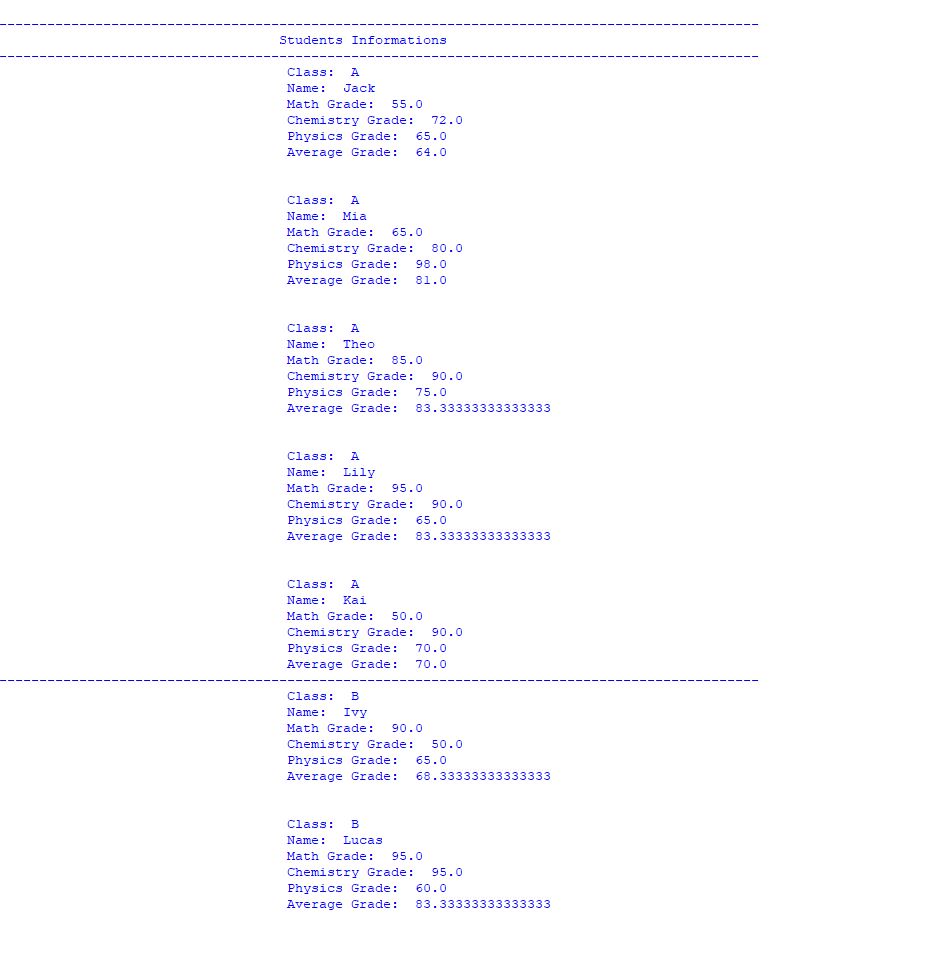 Students Informations
Class:  A
Name:  Jack
Math Grade:  55.0
Chemistry Grade:  72.0
Physics Grade:  65.0
Average Grade:  64.0
Class:  A
Name:  Mia
Math Grade:  65.0
Chemistry Grade:  80.0
Physics Grade:  98.0
Average Grade:  81.0
Class:  A
Name:  Theo
Math Grade:  85.0
Chemistry Grade:  90.0
Physics Grade:  75.0
Average Grade:  83.33333333333333
Class:  A
Name:  Lily
Math Grade:  95.0
Chemistry Grade:  90.0
Physics Grade:  65.0
Average Grade:  83.33333333333333
Class:  A
Name:  Kai
Math Grade:  50.0
Chemistry Grade:  90.0
Physics Grade:  70.0
Average Grade:  70.0
Class:  B
Name:  Ivy
Math Grade:  90.0
Chemistry Grade:  50.0
Physics Grade:  65.0
Average Grade:  68.33333333333333
Class:  B
Name:  Lucas
Math Grade:  95.0
Chemistry Grade:  95.0
Physics Grade:  60.0
Average Grade:  83.33333333333333